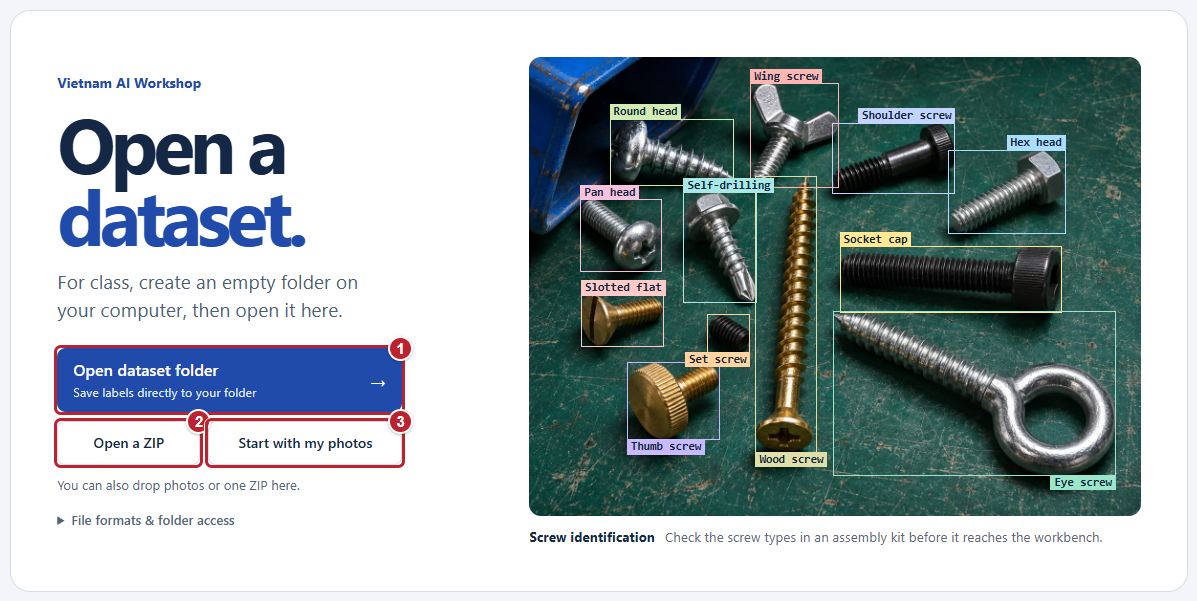 Vietnam AI Workshop
Open a
dataset.
For class, create an empty folder on
your computer, then open it here.
1
Open dataset folder
Save labels directly to your folder
→
2
3
Open a ZIP
Start with my photos
You can also drop photos or one ZIP here.
▶ File formats & folder access
Wing screw
Round head
Shoulder screw
Hex head
Pan head
Self-drilling
Socket cap
Slotted flat
Set screw
Thumb screw
Wood screw
Eye screw
Screw identification Check the screw types in an assembly kit before it reaches the workbench.